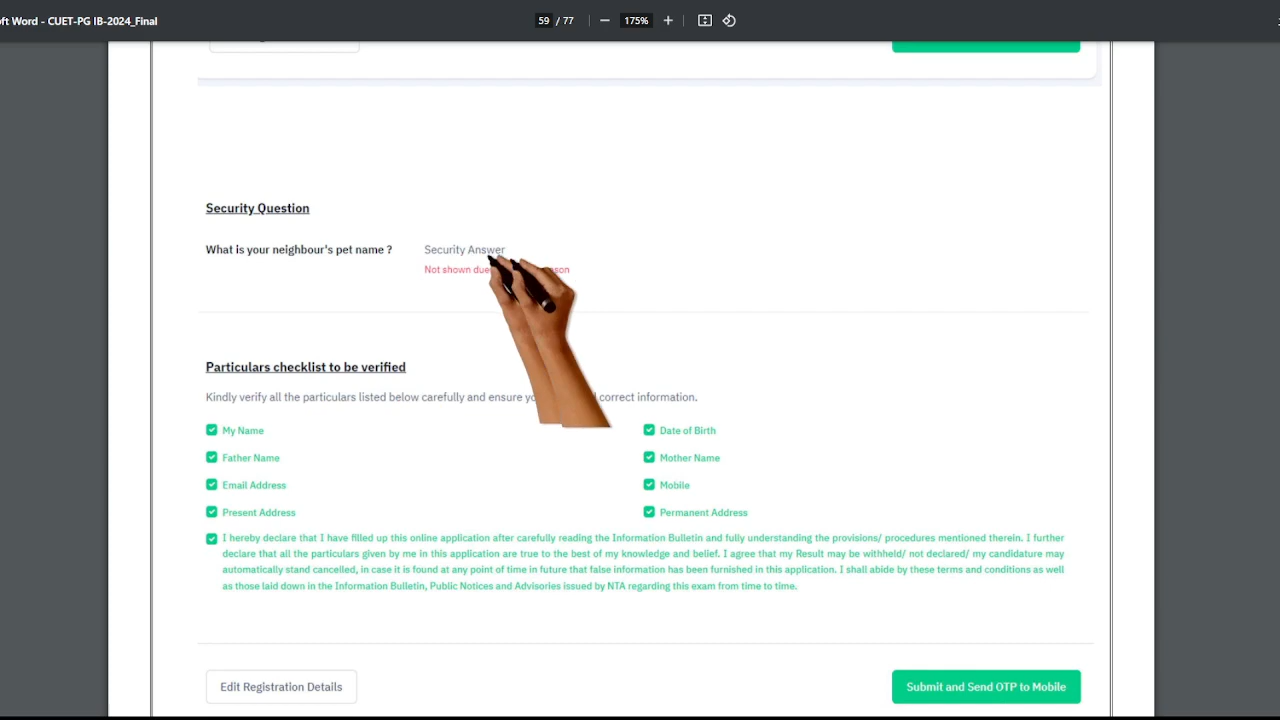 oft Word - CUET-PG IB-2024_Final
59 / 77
175%
Security Question
What is your neighbour's pet name ?
Security Answer
Not shown due
Particulars checklist to be verified
Kindly verify all the particulars listed below carefully and ensure correct information.
My Name
Date of Birth
Father Name
Mother Name
Email Address
Mobile
Present Address
Permanent Address
I hereby declare that I have filled up this online application after carefully reading the Information Bulletin and fully understanding the provisions/ procedures mentioned therein. I further
declare that all the particulars given by me in this application are true to the best of my knowledge and belief. I agree that my Result may be withheld/ not declared/ my candidature may
automatically stand cancelled, in case it is found at any point of time in future that false information has been furnished in this application. I shall abide by these terms and conditions as well
as those laid down in the Information Bulletin, Public Notices and Advisories issued by NTA regarding this exam from time to time.
Edit Registration Details
Submit and Send OTP to Mobile